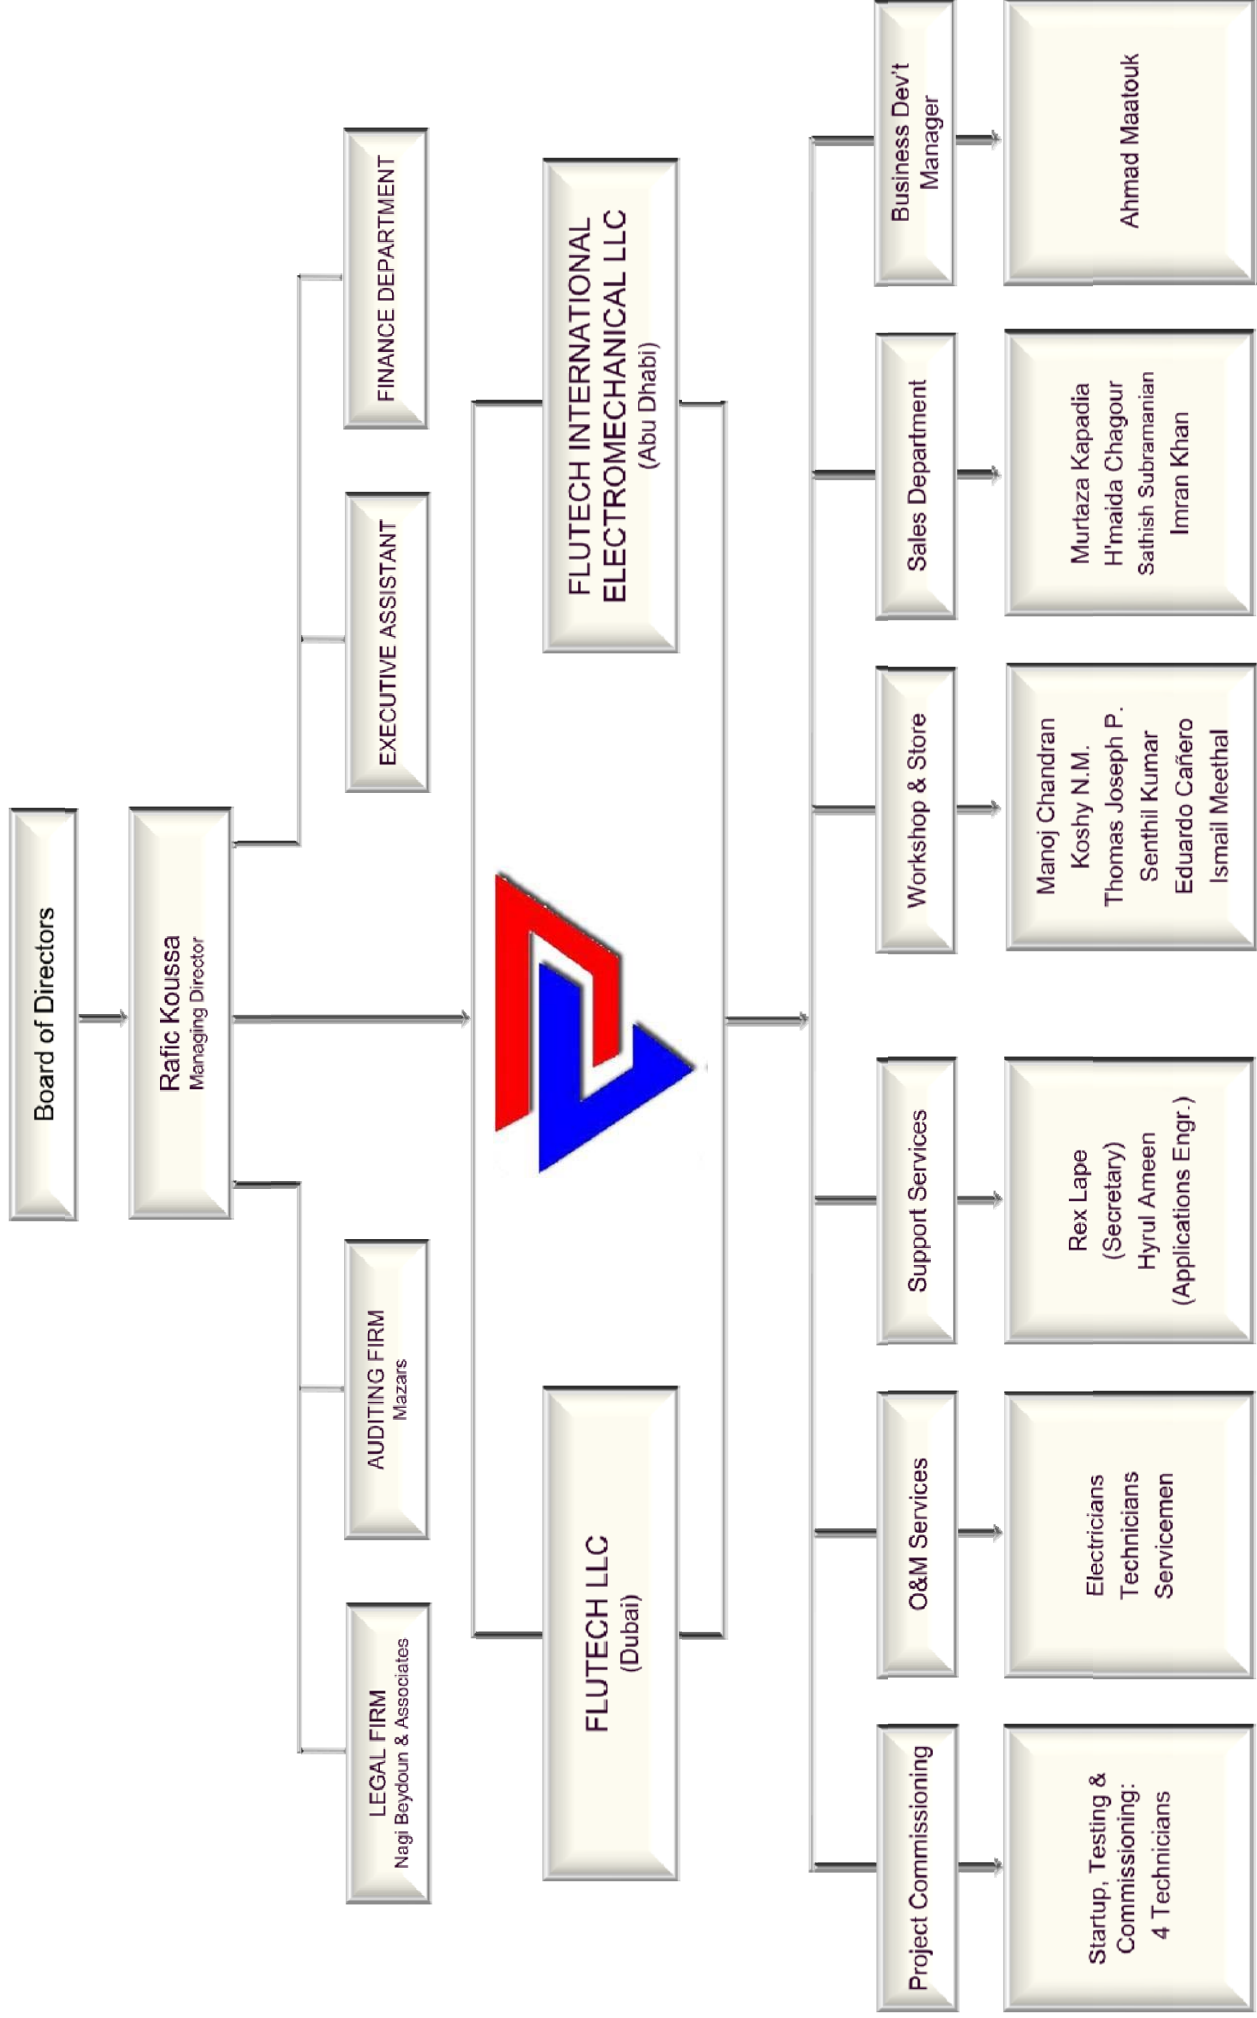 Board of Directors
Rafic Koussa
Managing Director
LEGAL FIRM
Nagi Beydoun & Associates
AUDITING FIRM
Mazars
EXECUTIVE ASSISTANT
FINANCE DEPARTMENT
FLUTECH LLC
(Dubai)
FLUTECH INTERNATIONAL
ELECTROMECHANICAL LLC
(Abu Dhabi)
Project Commissioning
Startup, Testing &
Commissioning:
4 Technicians
O&M Services
Electricians
Technicians
Servicemen
Support Services
Rex Lape
(Secretary)
Hyrul Ameen
(Applications Engr.)
Workshop & Store
Manoj Chandran
Koshy N.M.
Thomas Joseph P.
Senthil Kumar
Eduardo Cañero
Ismail Meethal
Sales Department
Murtaza Kapadia
H'maida Chagour
Sathish Subramanian
Imran Khan
Business Dev't
Manager
Ahmad Maatouk